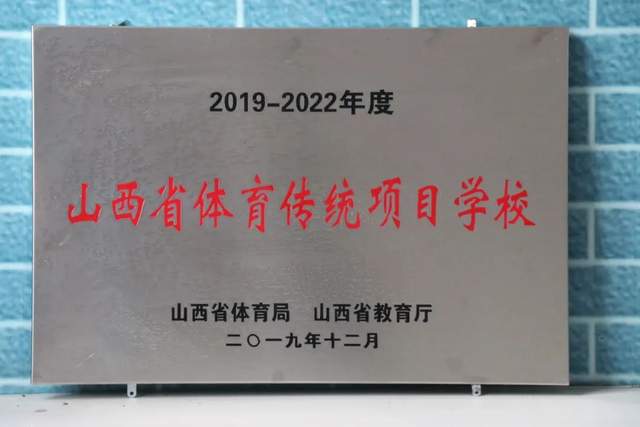 2019-2022年度
山西省体育传统项目学校
山西省体育局 山西省教育厅
二〇一九年十二月